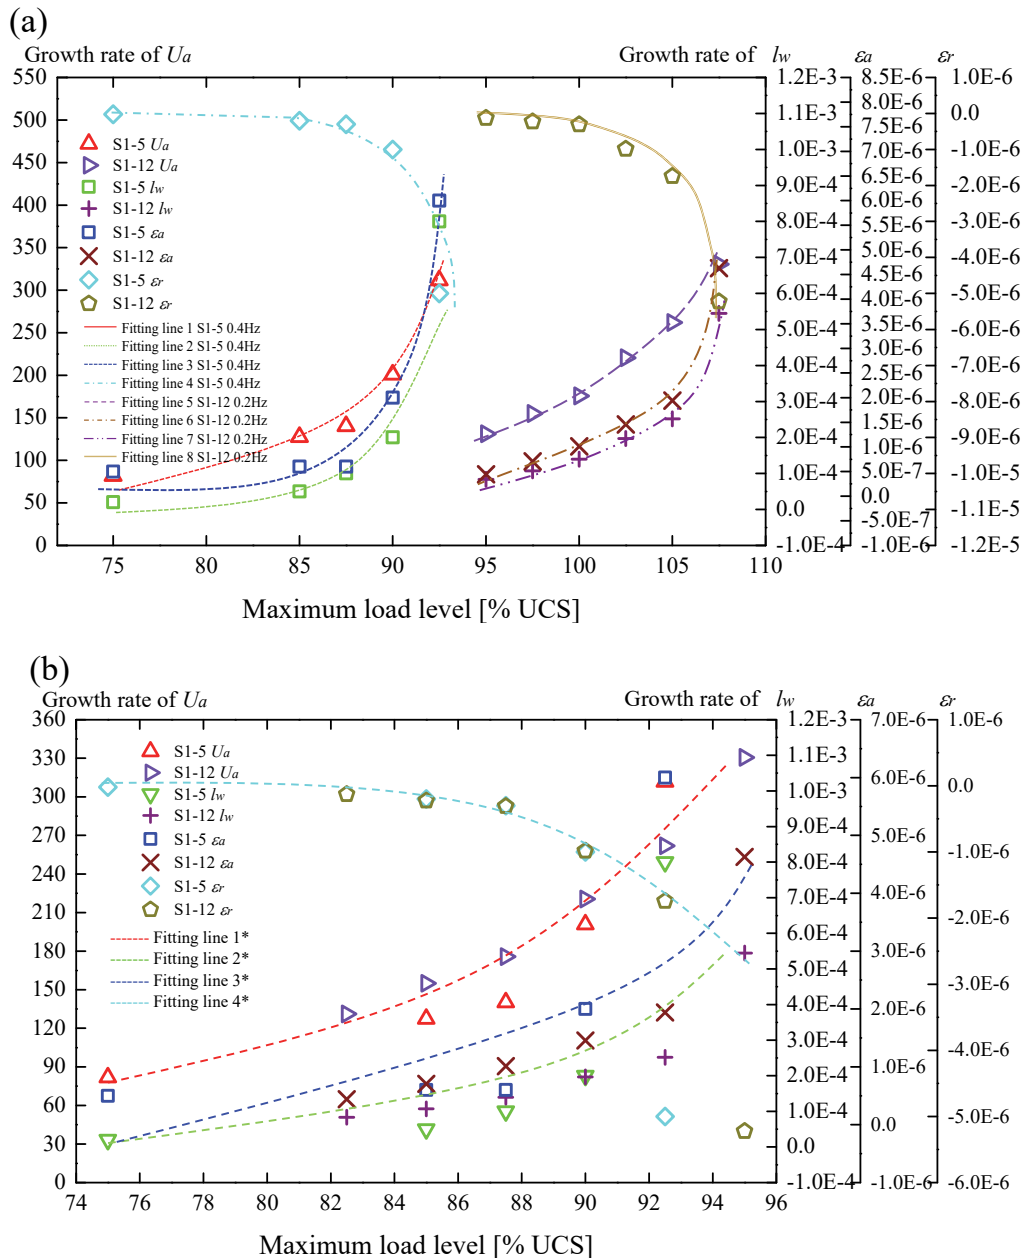 (a)
Growth rate of Ua Growth rate of lw εa εr
550 1.2E-3 8.5E-6 1.0E-6
500 1.1E-3 8.0E-6 0.0
450 1.0E-3 7.5E-6 -1.0E-6
400 9.0E-4 7.0E-6 -2.0E-6
350 8.0E-4 6.5E-6 -3.0E-6
300 7.0E-4 6.0E-6 -4.0E-6
250 6.0E-4 5.5E-6 -5.0E-6
200 5.0E-4 5.0E-6 -6.0E-6
150 4.0E-4 4.5E-6 -7.0E-6
100 3.0E-4 4.0E-6 -8.0E-6
50 2.0E-4 3.5E-6 -9.0E-6
0 1.0E-4 3.0E-6 -1.0E-5
0.0 2.5E-6 -1.1E-5
-1.0E-4 2.0E-6 -1.2E-5
1.5E-6
1.0E-6
5.0E-7
0.0
-5.0E-7
-1.0E-6
S1-5 Ua
S1-12 Ua
S1-5 lw
S1-12 lw
S1-5 εa
S1-12 εa
S1-5 εr
S1-12 εr
Fitting line 1 S1-5 0.4Hz
Fitting line 2 S1-5 0.4Hz
Fitting line 3 S1-5 0.4Hz
Fitting line 4 S1-5 0.4Hz
Fitting line 5 S1-12 0.2Hz
Fitting line 6 S1-12 0.2Hz
Fitting line 7 S1-12 0.2Hz
Fitting line 8 S1-12 0.2Hz
75 80 85 90 95 100 105 110
Maximum load level [% UCS]
(b)
Growth rate of Ua Growth rate of lw εa εr
360 1.2E-3 7.0E-6 1.0E-6
330 1.1E-3 6.0E-6 0.0
300 1.0E-3 5.0E-6 -1.0E-6
270 9.0E-4 4.0E-6 -2.0E-6
240 8.0E-4 3.0E-6 -3.0E-6
210 7.0E-4 2.0E-6 -4.0E-6
180 6.0E-4 1.0E-6 -5.0E-6
150 5.0E-4 0.0 -6.0E-6
120 4.0E-4 -1.0E-6
90 3.0E-4
60 2.0E-4
30 1.0E-4
0 0.0
-1.0E-4
S1-5 Ua
S1-12 Ua
S1-5 lw
S1-12 lw
S1-5 εa
S1-12 εa
S1-5 εr
S1-12 εr
Fitting line 1*
Fitting line 2*
Fitting line 3*
Fitting line 4*
74 76 78 80 82 84 86 88 90 92 94 96
Maximum load level [% UCS]